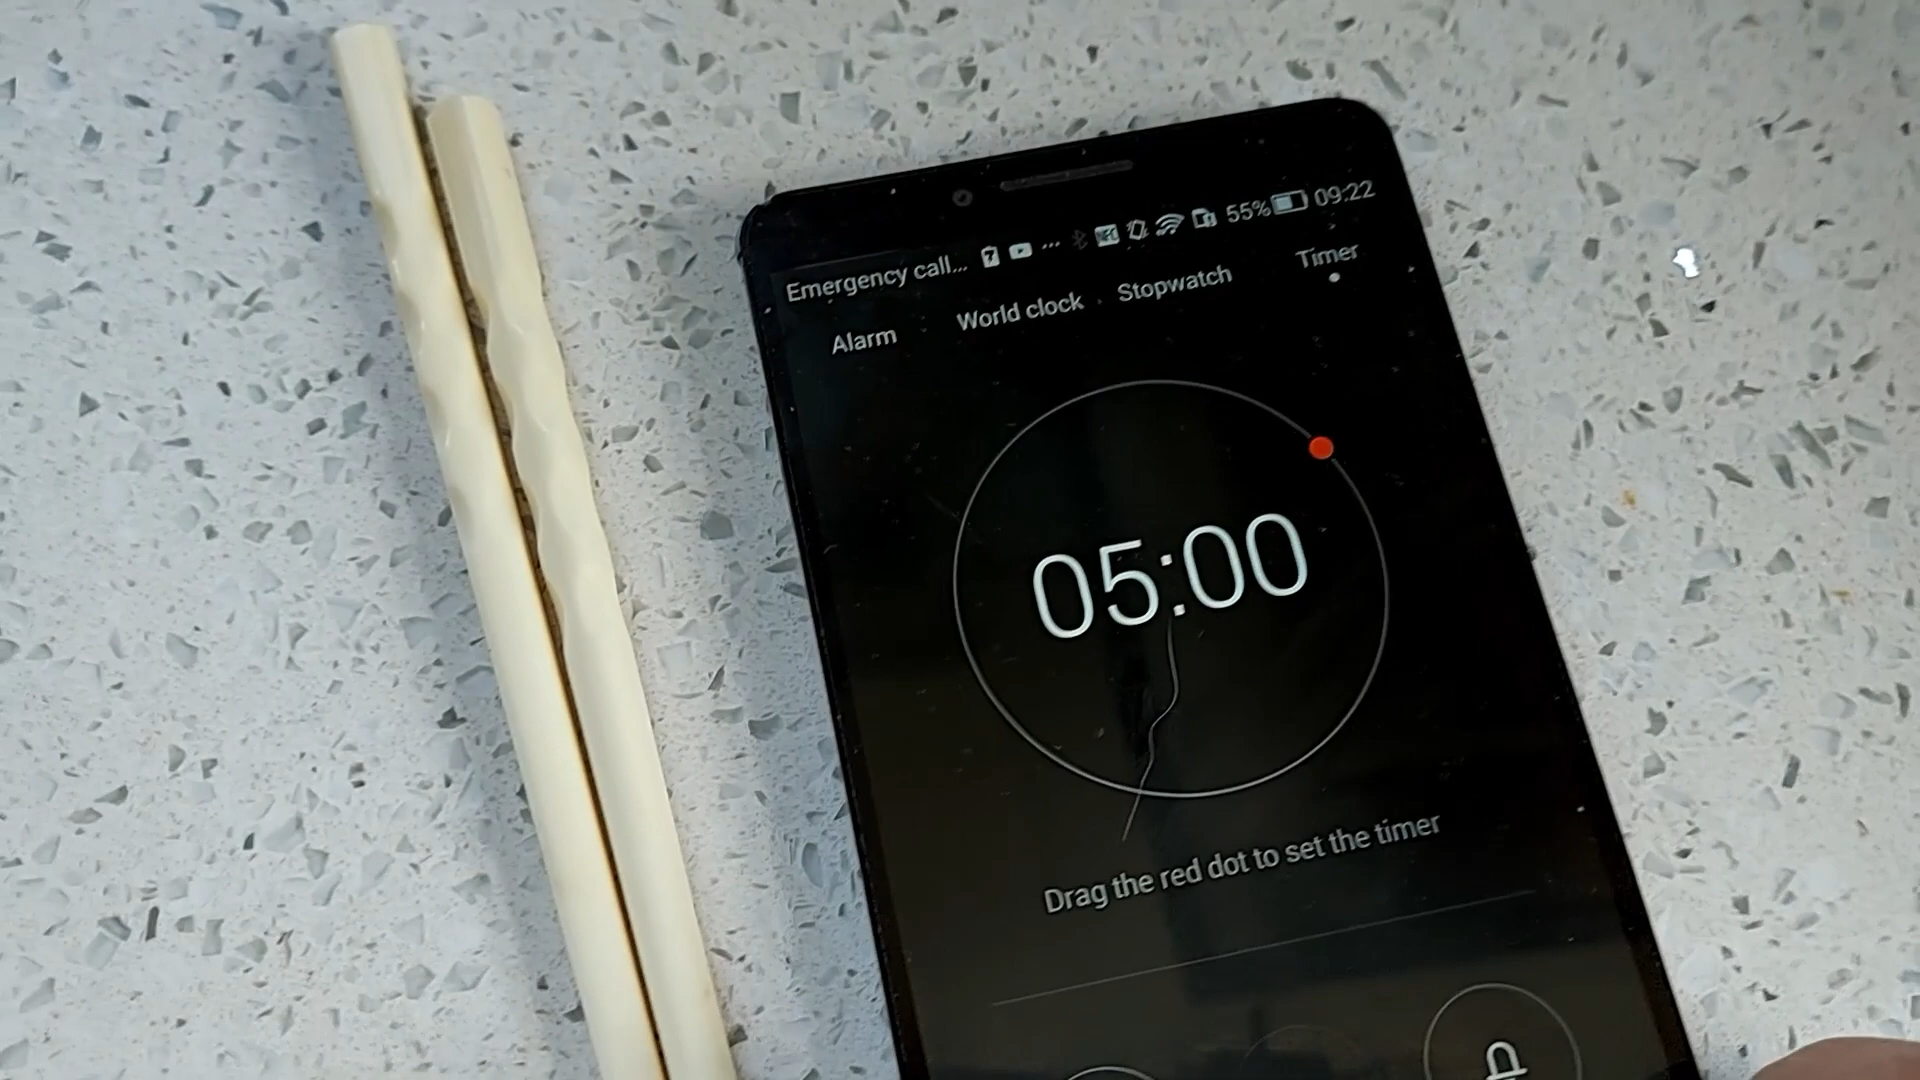 Emergency call... ... 55% 09:22
Alarm World clock Stopwatch Timer
05:00
Drag the red dot to set the timer